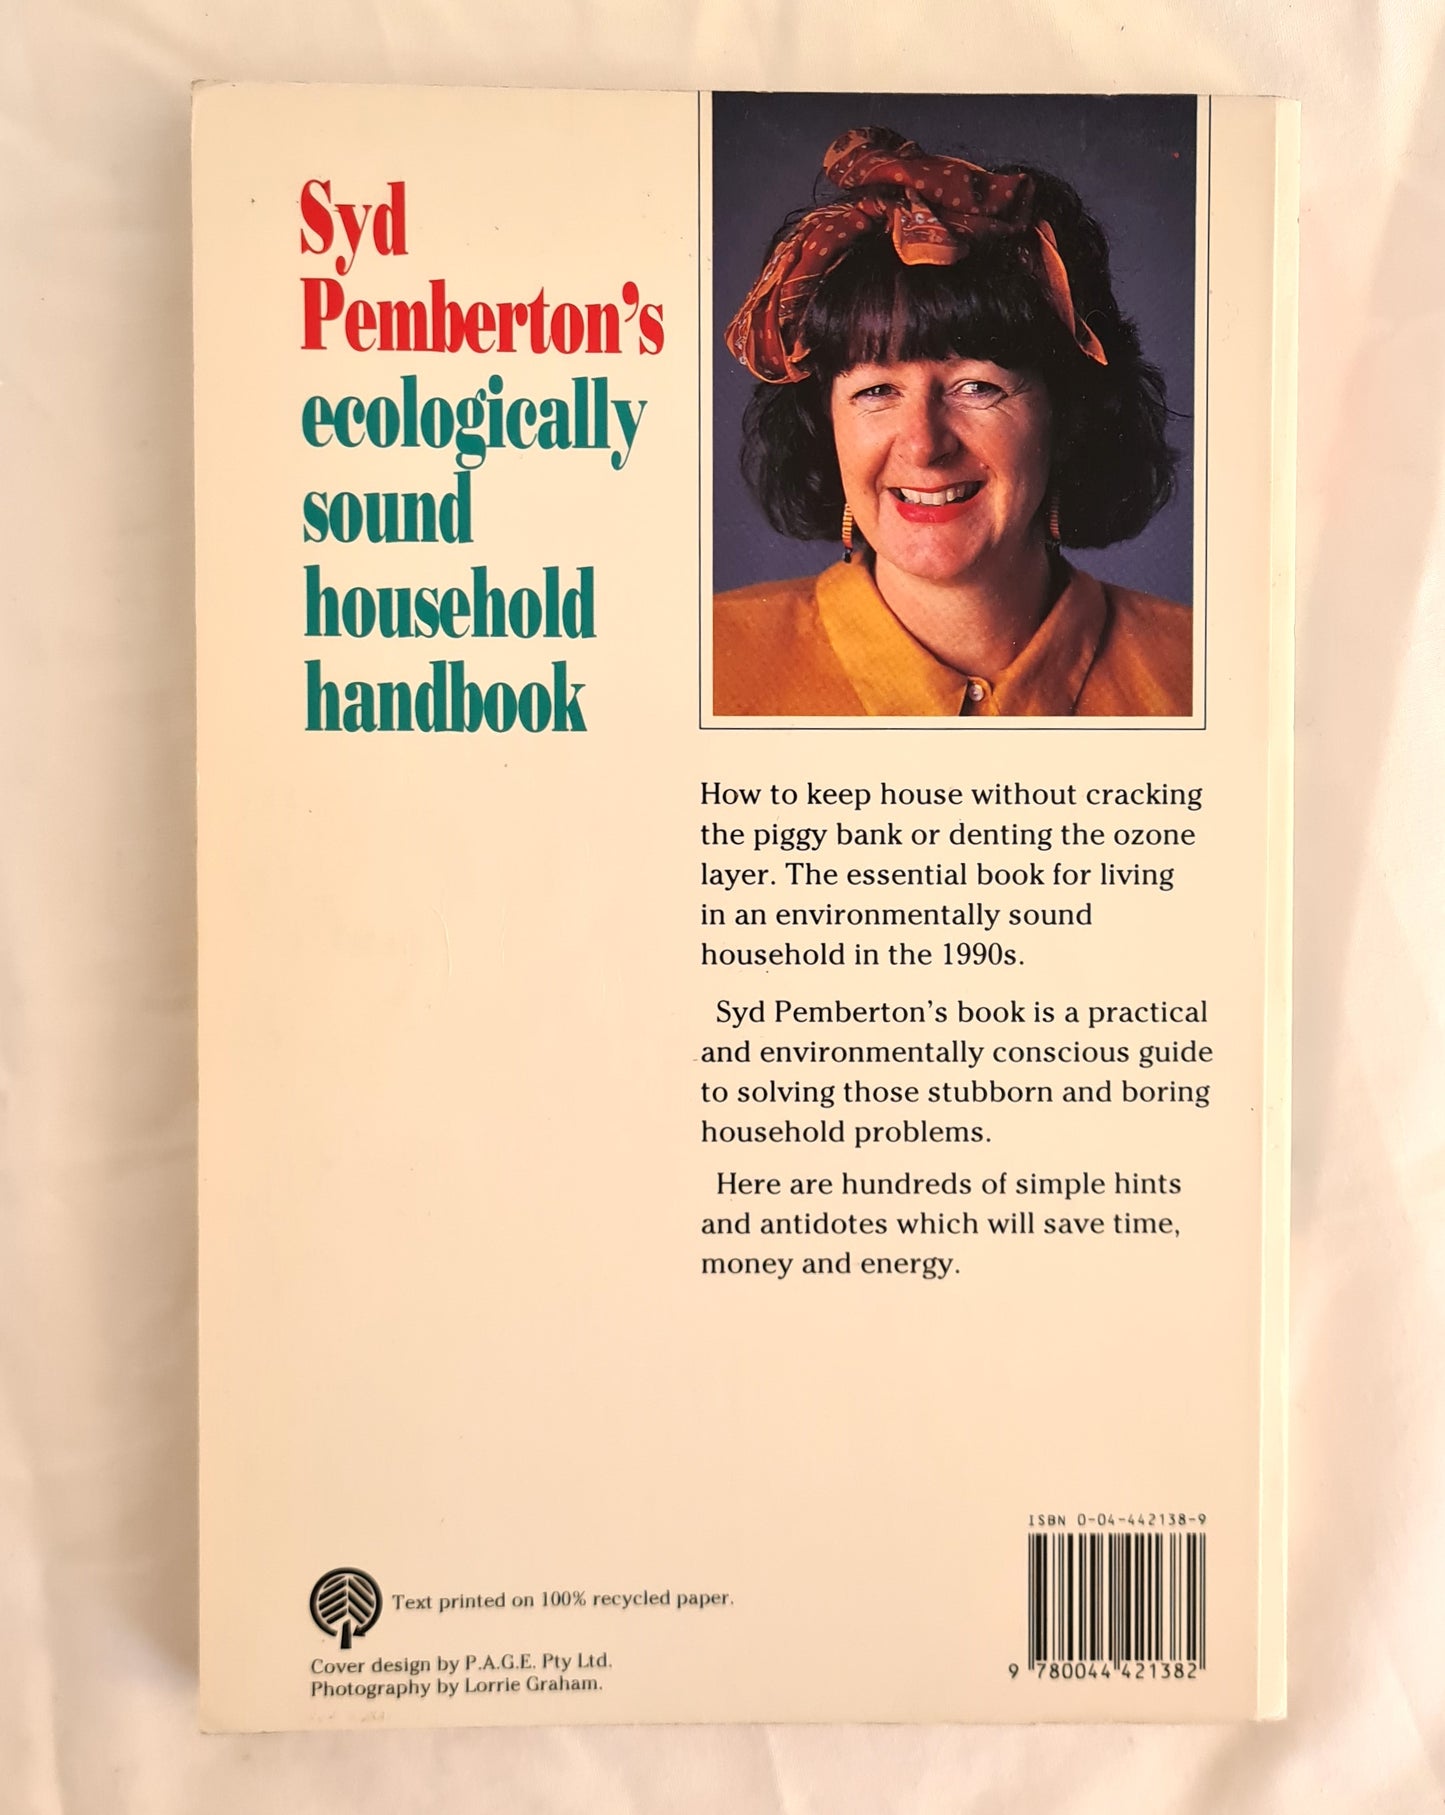 Syd
Pemberton's
ecologically
sound
household
handbook
How to keep house without cracking
the piggy bank or denting the ozone
layer. The essential book for living
in an environmentally sound
household in the 1990s.
Syd Pemberton's book is a practical
and environmentally conscious guide
to solving those stubborn and boring
household problems.
Here are hundreds of simple hints
and antidotes which will save time,
money and energy.
Text printed on 100% recycled paper.
Cover design by P.A.G.E. Pty Ltd.
Photography by Lorrie Graham.
ISBN 0-04-442138-9
9 780044 421382